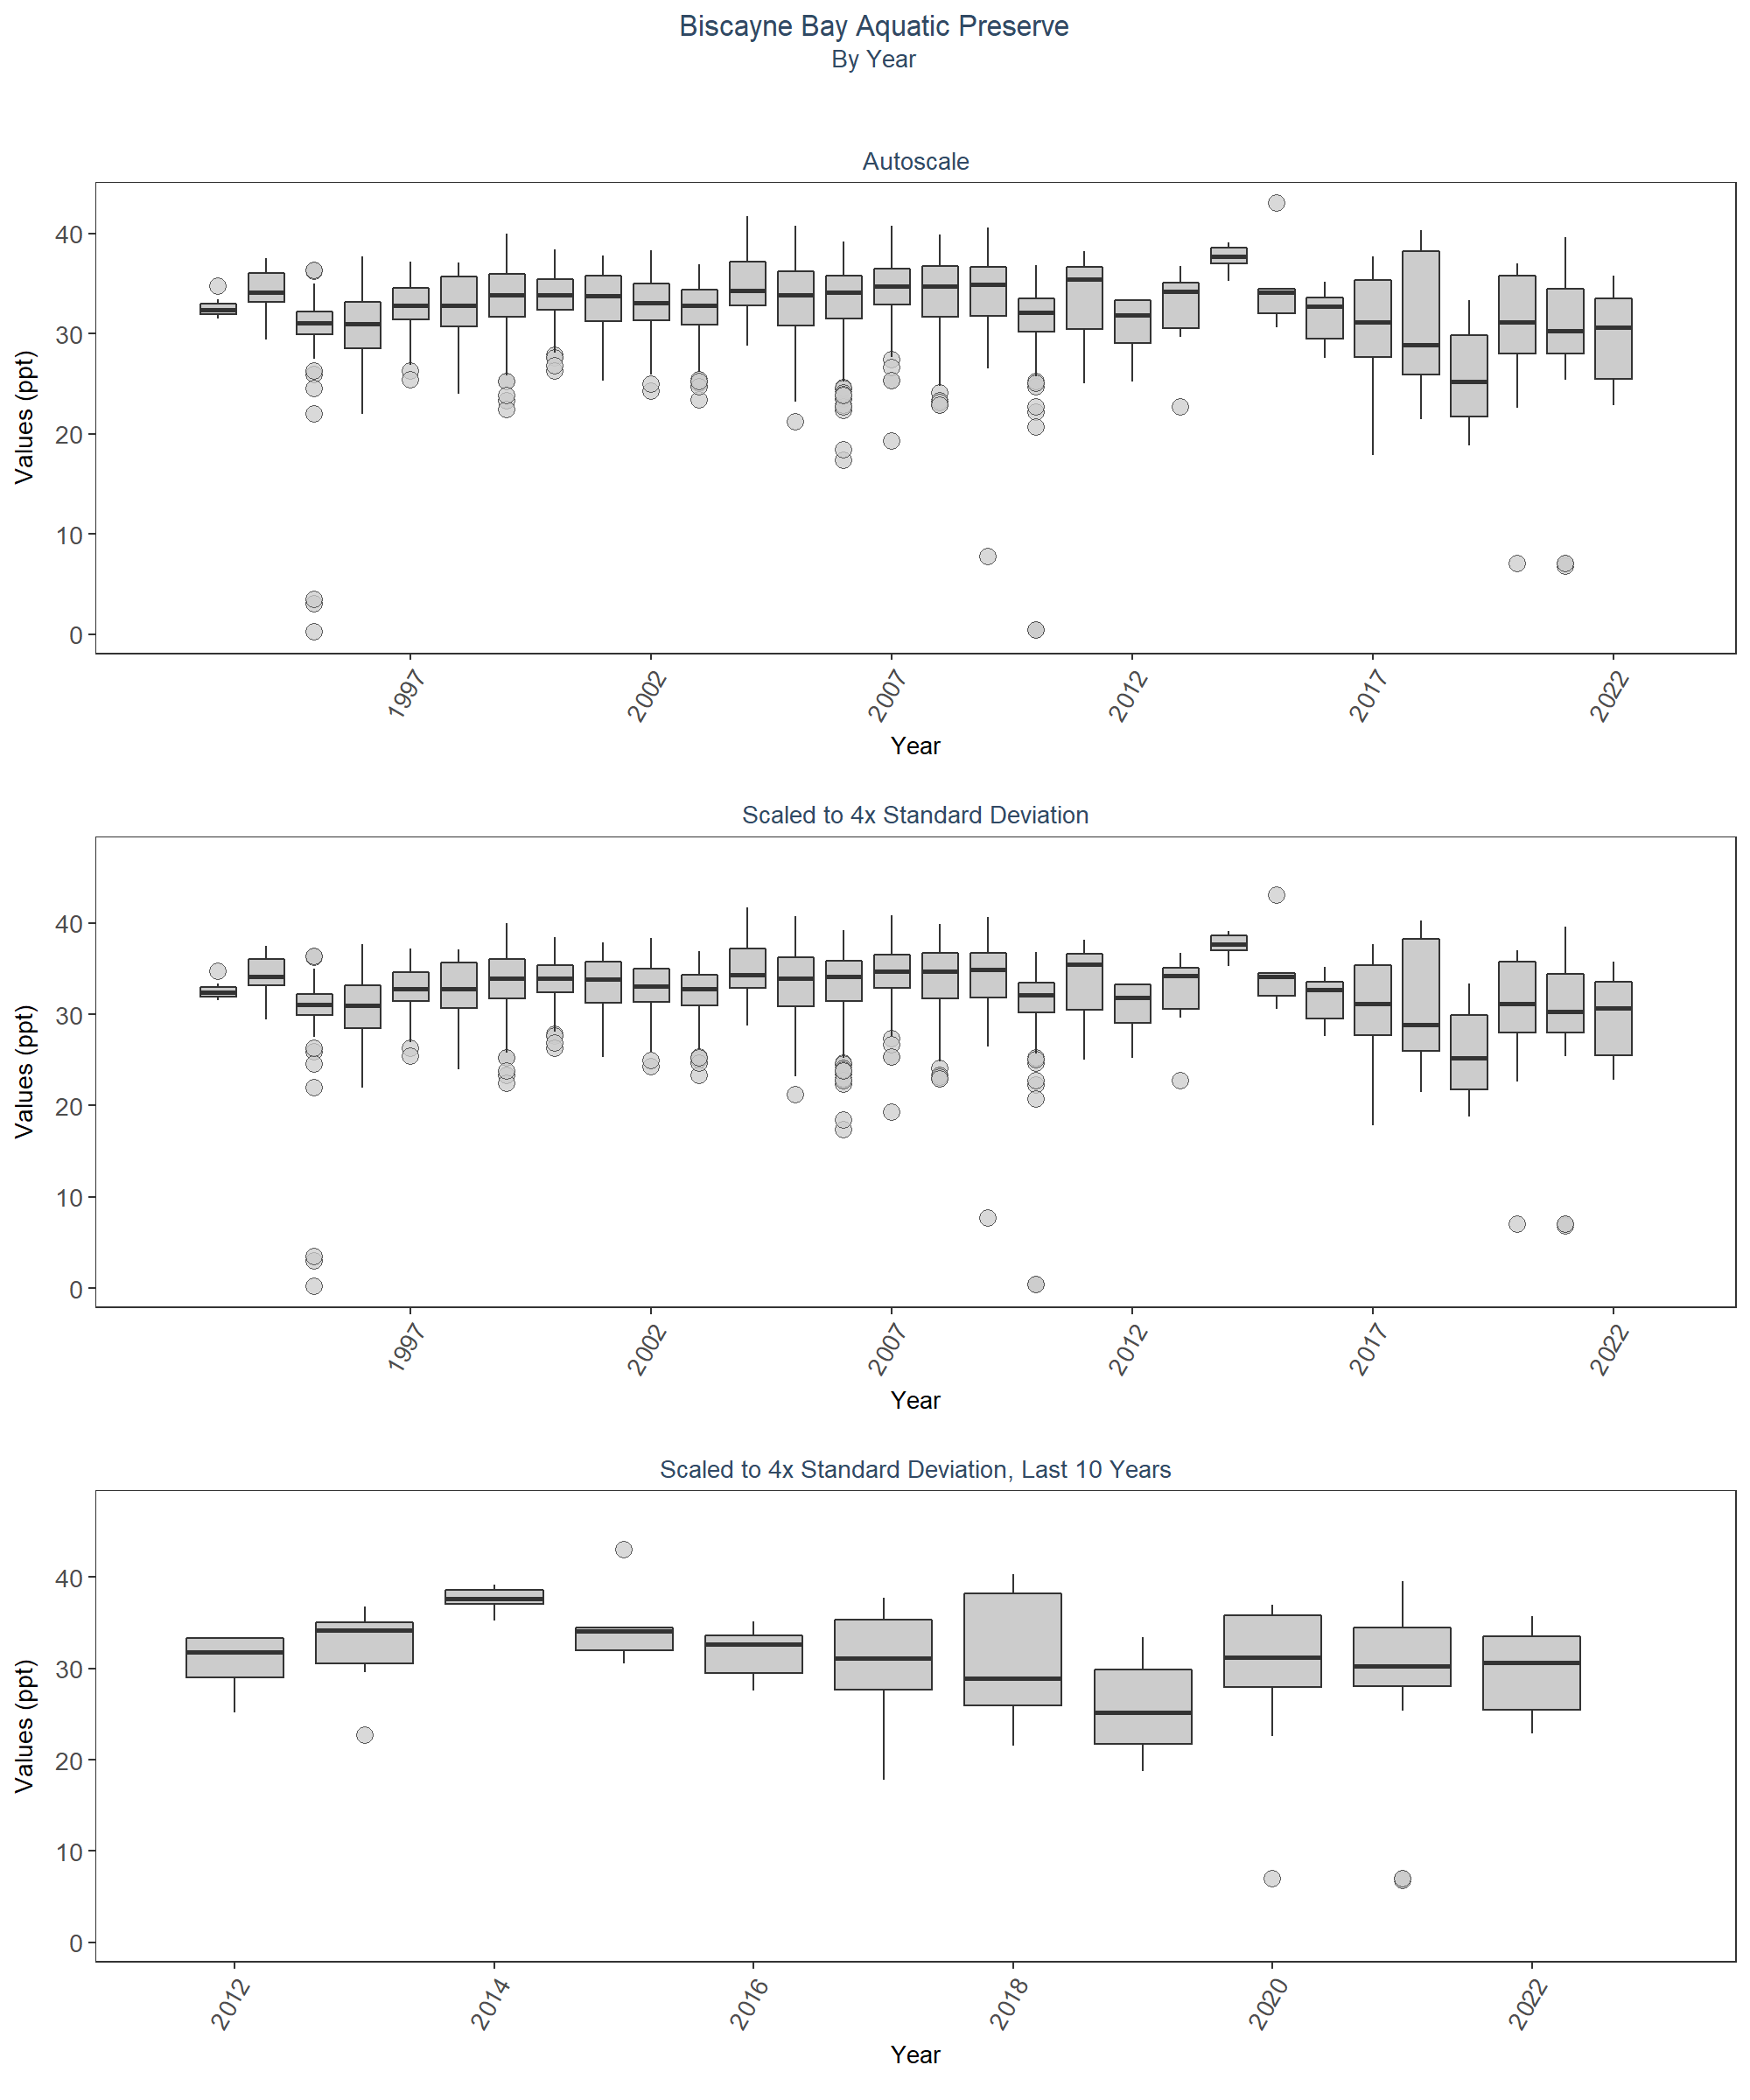 Biscayne Bay Aquatic Preserve
By Year
Autoscale
Values (ppt)
40
30
20
10
0
1997 2002 2007 2012 2017 2022
Year
Scaled to 4x Standard Deviation
Values (ppt)
40
30
20
10
0
1997 2002 2007 2012 2017 2022
Year
Scaled to 4x Standard Deviation, Last 10 Years
Values (ppt)
40
30
20
10
0
2012 2014 2016 2018 2020 2022
Year